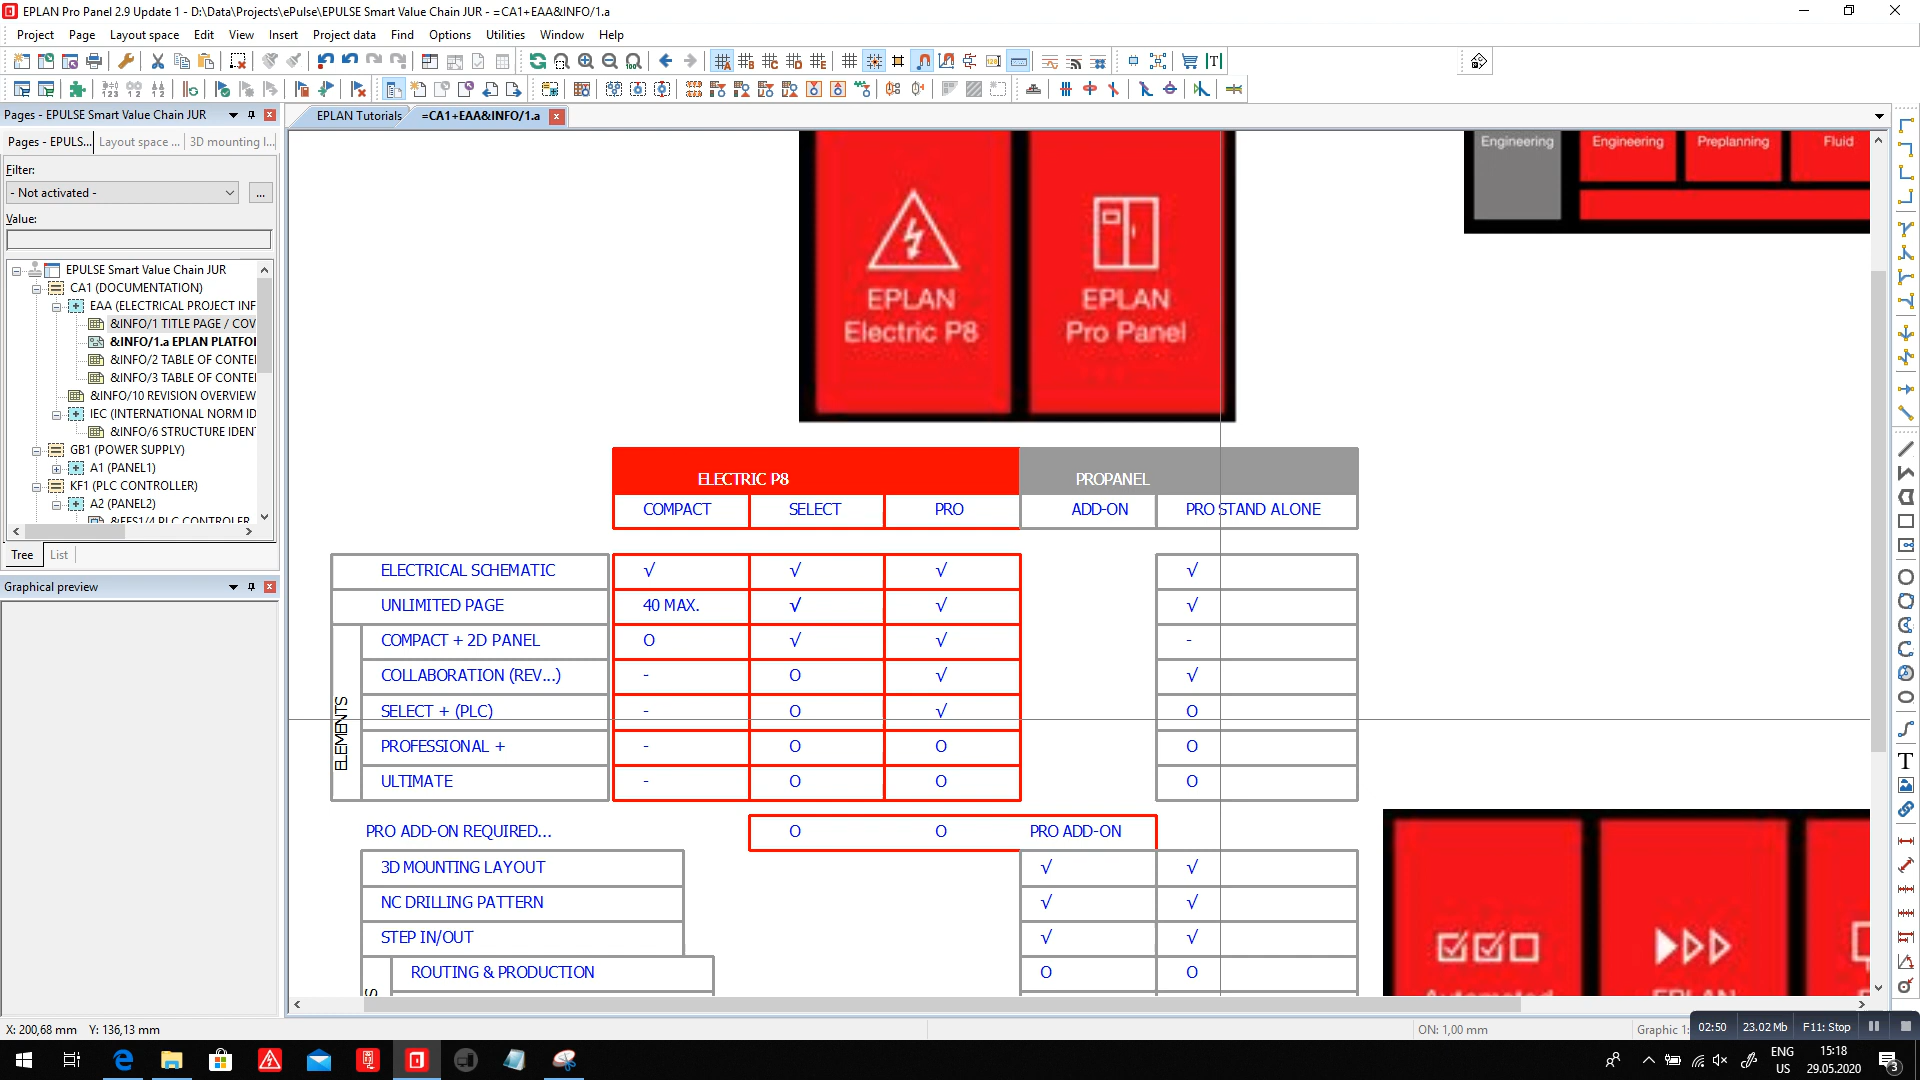 EPLAN Pro Panel 2.9 Update 1 - D:\Data\Projects\ePulse\EPULSE Smart Value Chain JUR - =CA1+EAA&INFO/1.a
Project Page Layout space Edit View Insert Project data Find Options Utilities Window Help
Pages - EPULSE Smart Value Chain JUR
EPLAN Tutorials
=CA1+EAA&INFO/1.a
Pages - EPULS...
Layout space ...
3D mounting l...
Filter:
- Not activated -
...
Value:
EPULSE Smart Value Chain JUR
CA1 (DOCUMENTATION)
EAA (ELECTRICAL PROJECT INF
&INFO/1 TITLE PAGE / COV
&INFO/1.a EPLAN PLATFO
&INFO/2 TABLE OF CONTE
&INFO/3 TABLE OF CONTE
&INFO/10 REVISION OVERVIEW
IEC (INTERNATIONAL NORM ID
&INFO/6 STRUCTURE IDEN
GB1 (POWER SUPPLY)
A1 (PANEL1)
KF1 (PLC CONTROLLER)
A2 (PANEL2)
&EFS1/4 PLC CONTROLER
Tree
List
Graphical preview
EPLAN
Electric P8
EPLAN
Pro Panel
Engineering
Engineering
Preplanning
Fluid
ELECTRIC P8 PROPANEL
COMPACT SELECT PRO ADD-ON PRO STAND ALONE
ELECTRICAL SCHEMATIC √ √ √ √
UNLIMITED PAGE 40 MAX. √ √ √
COMPACT + 2D PANEL O √ √ -
COLLABORATION (REV...) - O √ √
SELECT + (PLC) - O √ O
PROFESSIONAL + - O O O
ULTIMATE - O O O
ELEMENTS
PRO ADD-ON REQUIRED... O O PRO ADD-ON
3D MOUNTING LAYOUT √ √
NC DRILLING PATTERN √ √
STEP IN/OUT √ √
ROUTING & PRODUCTION O O
S
Automated
EPLAN
X: 200,68 mm Y: 136,13 mm
ON: 1,00 mm
Graphic 1:
02:50
23.02 Mb
F11: Stop
ENG
US
15:18
29.05.2020
3